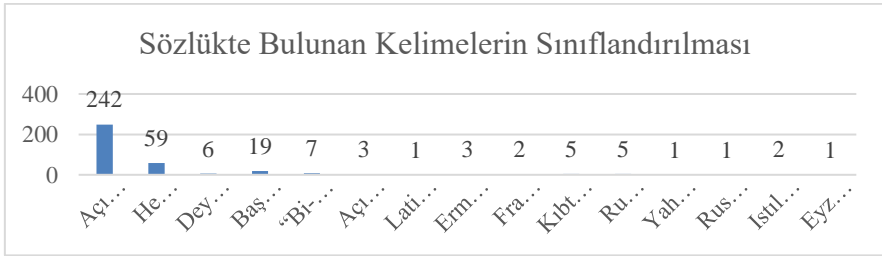 Sözlükte Bulunan Kelimelerin Sınıflandırılması
400
200
0
242 59 6 19 7 3 1 3 2 5 5 1 1 2 1
Açı… He… Dey… Baş… “Bi-… Açı… Lati… Erm… Fra… Kıbt… Ru… Yah… Rus… Istıl… Eyz…